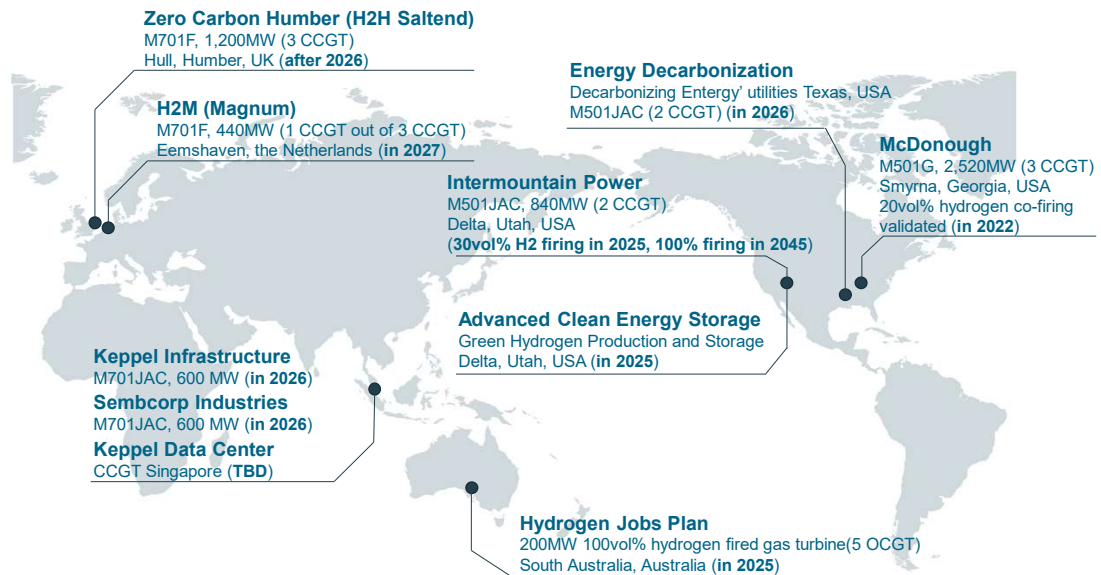 Zero Carbon Humber (H2H Saltend)
M701F, 1,200MW (3 CCGT)
Hull, Humber, UK (after 2026)
H2M (Magnum)
M701F, 440MW (1 CCGT out of 3 CCGT)
Eemshaven, the Netherlands (in 2027)
Energy Decarbonization
Decarbonizing Entergy' utilities Texas, USA
M501JAC (2 CCGT) (in 2026)
McDonough
M501G, 2,520MW (3 CCGT)
Smyrna, Georgia, USA
20vol% hydrogen co-firing
validated (in 2022)
Intermountain Power
M501JAC, 840MW (2 CCGT)
Delta, Utah, USA
(30vol% H2 firing in 2025, 100% firing in 2045)
Advanced Clean Energy Storage
Green Hydrogen Production and Storage
Delta, Utah, USA (in 2025)
Keppel Infrastructure
M701JAC, 600 MW (in 2026)
Sembcorp Industries
M701JAC, 600 MW (in 2026)
Keppel Data Center
CCGT Singapore (TBD)
Hydrogen Jobs Plan
200MW 100vol% hydrogen fired gas turbine(5 OCGT)
South Australia, Australia (in 2025)